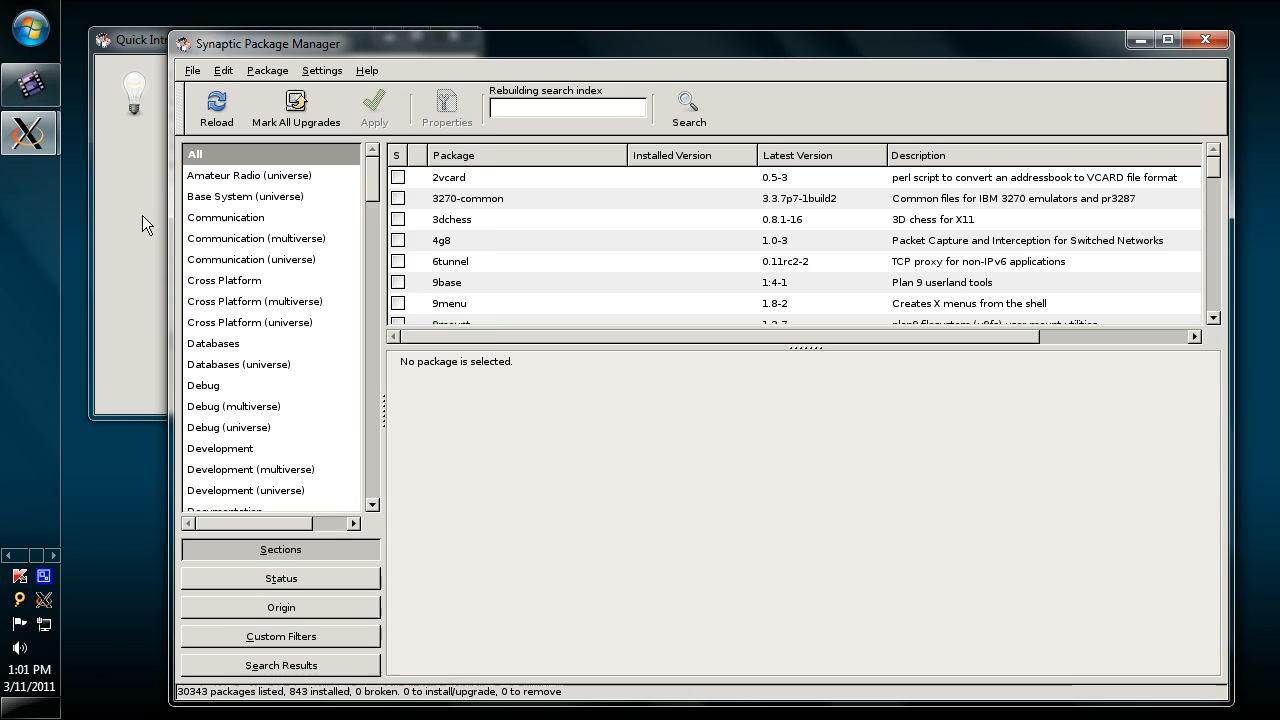 Quick Int
Synaptic Package Manager
File Edit Package Settings Help
Reload
Mark All Upgrades
Apply
Properties
Rebuilding search index
Search
All
Amateur Radio (universe)
Base System (universe)
Communication
Communication (multiverse)
Communication (universe)
Cross Platform
Cross Platform (multiverse)
Cross Platform (universe)
Databases
Databases (universe)
Debug
Debug (multiverse)
Debug (universe)
Development
Development (multiverse)
Development (universe)
Documentation
Sections
Status
Origin
Custom Filters
Search Results
S Package Installed Version Latest Version Description
2vcard 0.5-3 perl script to convert an addressbook to VCARD file format
3270-common 3.3.7p7-1build2 Common files for IBM 3270 emulators and pr3287
3dchess 0.8.1-16 3D chess for X11
4g8 1.0-3 Packet Capture and Interception for Switched Networks
6tunnel 0.11rc2-2 TCP proxy for non-IPv6 applications
9base 1:4-1 Plan 9 userland tools
9menu 1.8-2 Creates X menus from the shell
No package is selected.
30343 packages listed, 843 installed, 0 broken. 0 to install/upgrade, 0 to remove
1:01 PM
3/11/2011